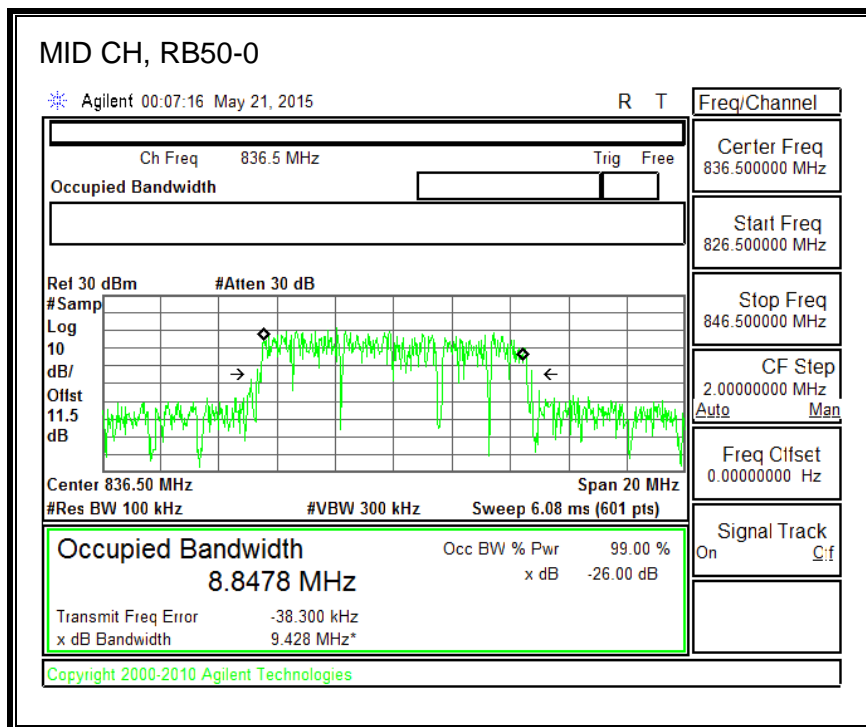 MID CH, RB50-0
Agilent 00:07:16 May 21, 2015 R T
Freq/Channel
Ch Freq 836.5 MHz Trig Free
Occupied Bandwidth
Center Freq
836.500000 MHz
Start Freq
826.500000 MHz
Stop Freq
846.500000 MHz
CF Step
2.00000000 MHz
Auto Man
Freq Offset
0.00000000 Hz
Signal Track
On Off
Ref 30 dBm #Atten 30 dB
#Samp
Log
10
dB/
Offst
11.5
dB
Center 836.50 MHz Span 20 MHz
#Res BW 100 kHz #VBW 300 kHz Sweep 6.08 ms (601 pts)
Occupied Bandwidth Occ BW % Pwr 99.00 %
8.8478 MHz x dB -26.00 dB
Transmit Freq Error -38.300 kHz
x dB Bandwidth 9.428 MHz*
Copyright 2000-2010 Agilent Technologies